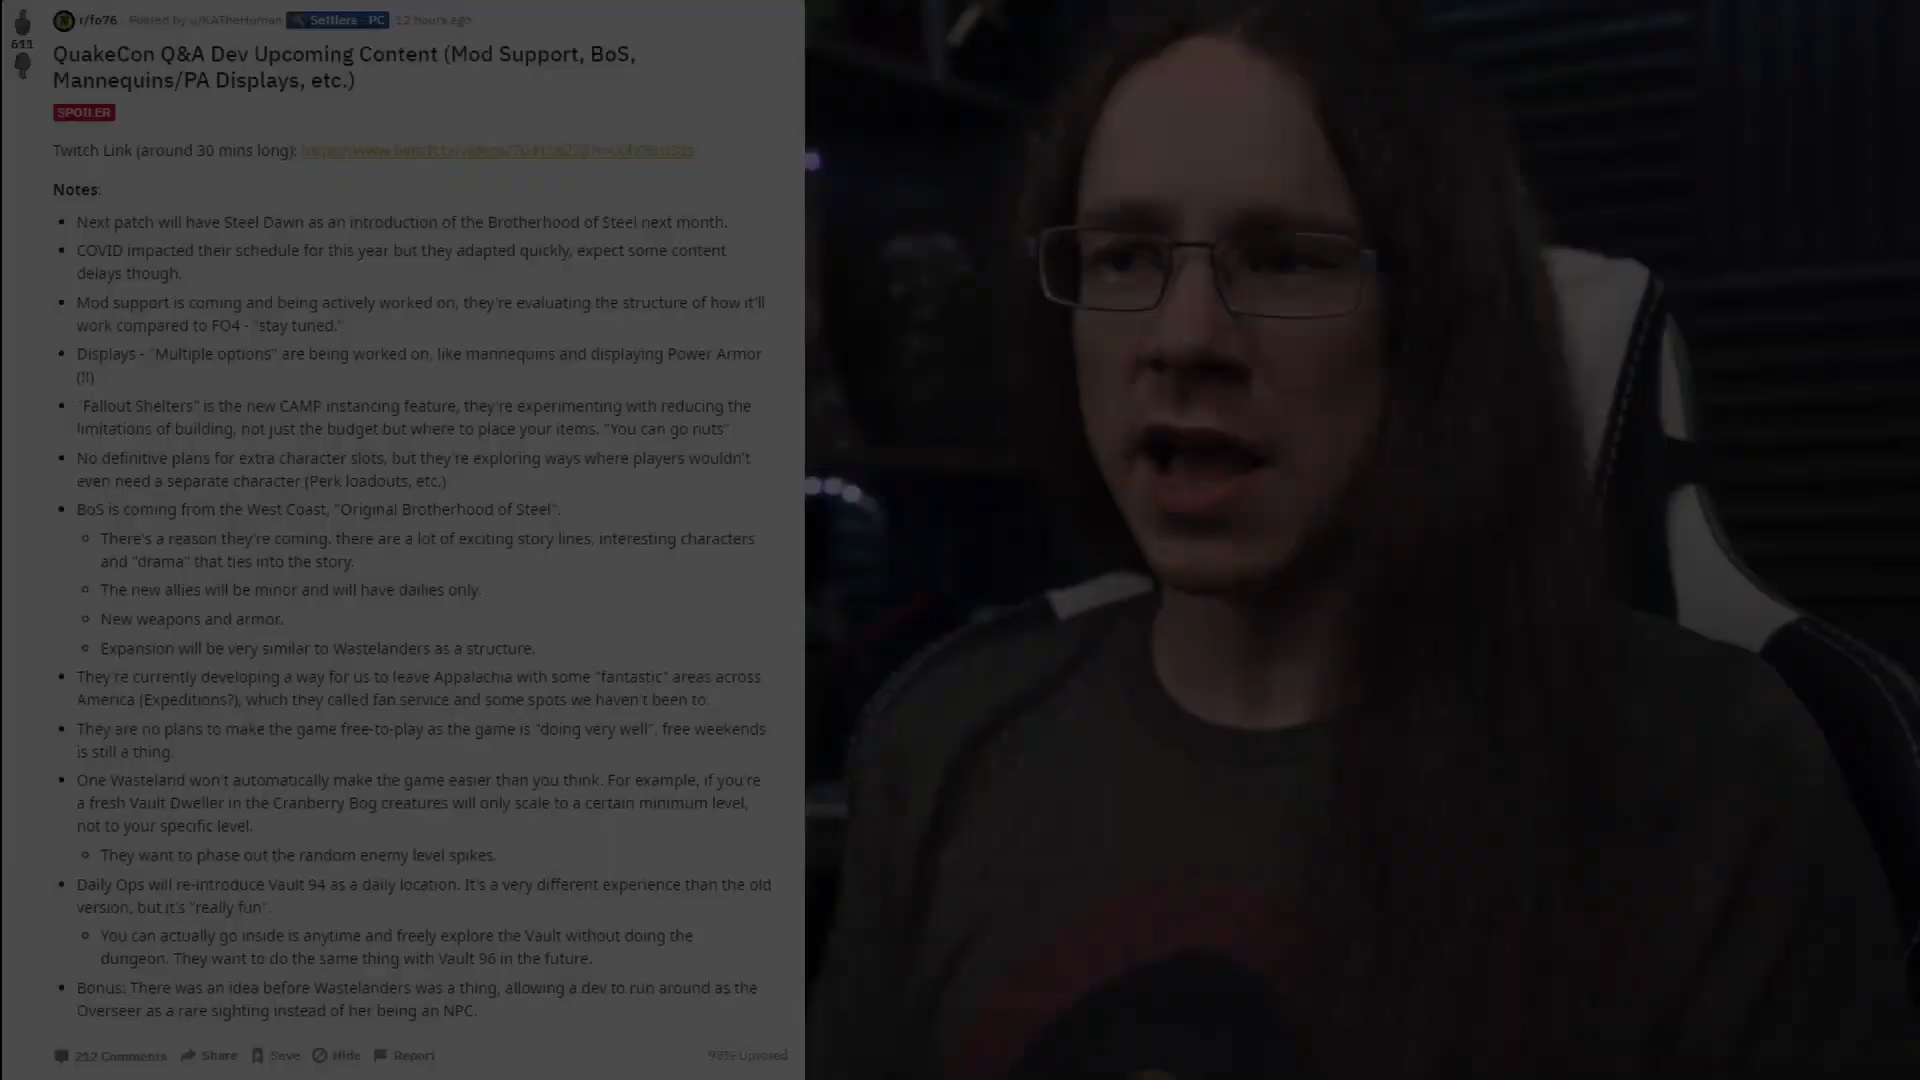 r/fo76 · Posted by u/KATheHuman Settlers - PC 12 hours ago
611
QuakeCon Q&A Dev Upcoming Content (Mod Support, BoS,
Mannequins/PA Displays, etc.)
SPOILER
Twitch Link (around 30 mins long):
Notes:
• Next patch will have Steel Dawn as an introduction of the Brotherhood of Steel next month.
• COVID impacted their schedule for this year but they adapted quickly, expect some content
delays though.
• Mod support is coming and being actively worked on, they're evaluating the structure of how it'll
work compared to FO4 - "stay tuned."
• Displays - "Multiple options" are being worked on, like mannequins and displaying Power Armor
(!!)
• "Fallout Shelters" is the new CAMP instancing feature, they're experimenting with reducing the
limitations of building, not just the budget but where to place your items. "You can go nuts"
• No definitive plans for extra character slots, but they're exploring ways where players wouldn't
even need a separate character (Perk loadouts, etc.)
• BoS is coming from the West Coast, "Original Brotherhood of Steel".
◦ There's a reason they're coming, there are a lot of exciting story lines, interesting characters
and "drama" that ties into the story.
◦ The new allies will be minor and will have dailies only.
◦ New weapons and armor.
◦ Expansion will be very similar to Wastelanders as a structure.
• They're currently developing a way for us to leave Appalachia with some "fantastic" areas across
America (Expeditions?), which they called fan service and some spots we haven't been to.
• They are no plans to make the game free-to-play as the game is "doing very well", free weekends
is still a thing.
• One Wasteland won't automatically make the game easier than you think. For example, if you're
a fresh Vault Dweller in the Cranberry Bog creatures will only scale to a certain minimum level,
not to your specific level.
◦ They want to phase out the random enemy level spikes.
• Daily Ops will re-introduce Vault 94 as a daily location. It's a very different experience than the old
version, but it's "really fun".
◦ You can actually go inside is anytime and freely explore the Vault without doing the
dungeon. They want to do the same thing with Vault 96 in the future.
• Bonus: There was an idea before Wastelanders was a thing, allowing a dev to run around as the
Overseer as a rare sighting instead of her being an NPC.
212 Comments Share Save Hide Report Upvoted